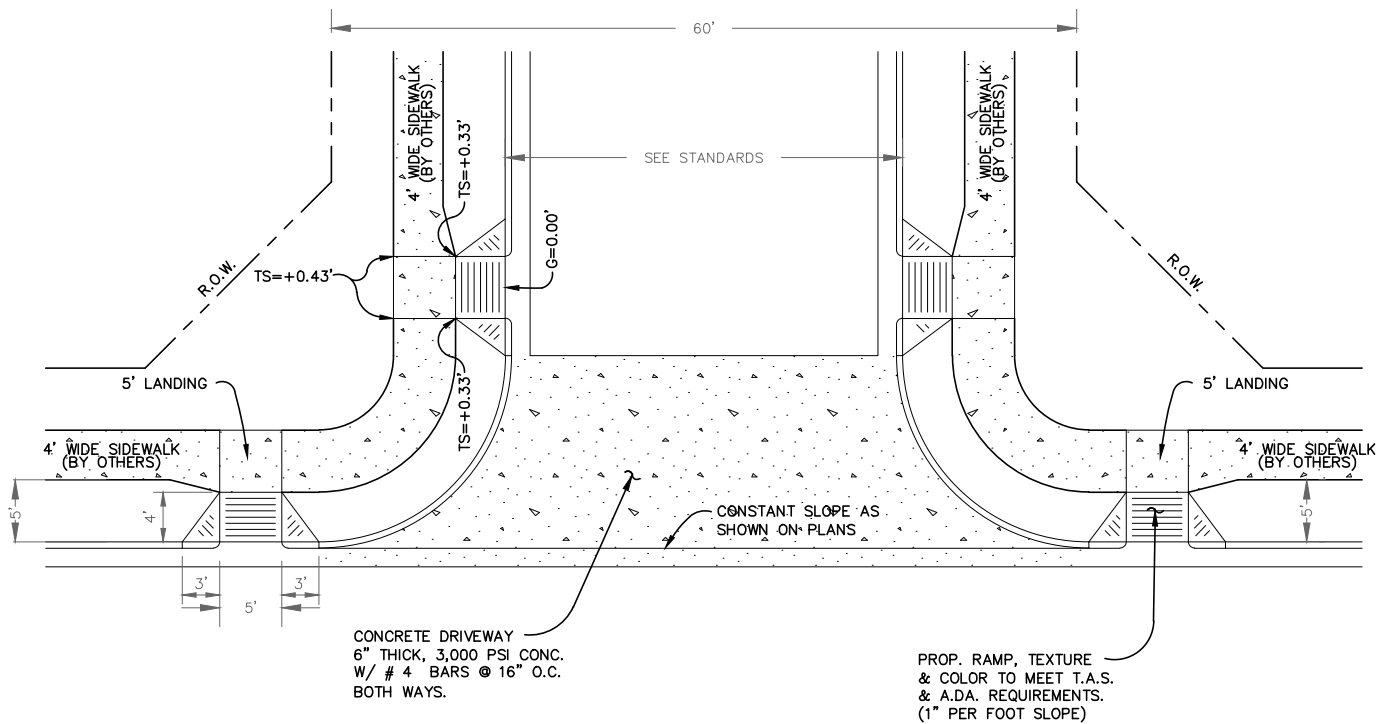 60'
4' WIDE SIDEWALK
(BY OTHERS)
TS=+0.33'
SEE STANDARDS
4' WIDE SIDEWALK
(BY OTHERS)
R.O.W.
TS=+0.43'
G=0.00'
R.O.W.
5' LANDING
TS=+0.33'
5' LANDING
4' WIDE SIDEWALK
(BY OTHERS)
4' WIDE SIDEWALK
(BY OTHERS)
5'
4'
CONSTANT SLOPE AS
SHOWN ON PLANS
5'
3'
3'
5'
CONCRETE DRIVEWAY
6" THICK, 3,000 PSI CONC.
W/ # 4 BARS @ 16" O.C.
BOTH WAYS.
PROP. RAMP, TEXTURE
& COLOR TO MEET T.A.S.
& A.DA. REQUIREMENTS.
(1" PER FOOT SLOPE)